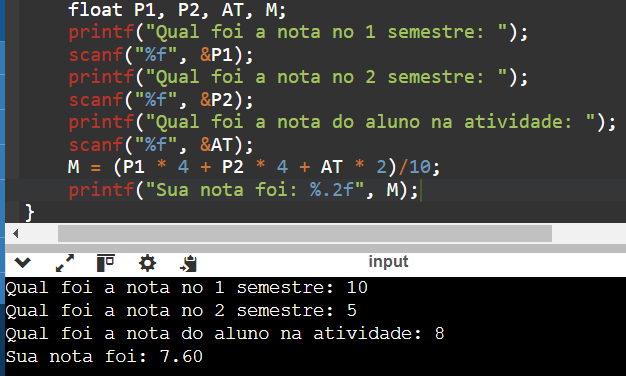 float P1, P2, AT, M;
printf("Qual foi a nota no 1 semestre: ");
scanf("%f", &P1);
printf("Qual foi a nota no 2 semestre: ");
scanf("%f", &P2);
printf("Qual foi a nota do aluno na atividade: ");
scanf("%f", &AT);
M = (P1 * 4 + P2 * 4 + AT * 2)/10;
printf("Sua nota foi: %.2f", M);
}
input
Qual foi a nota no 1 semestre: 10
Qual foi a nota no 2 semestre: 5
Qual foi a nota do aluno na atividade: 8
Sua nota foi: 7.60